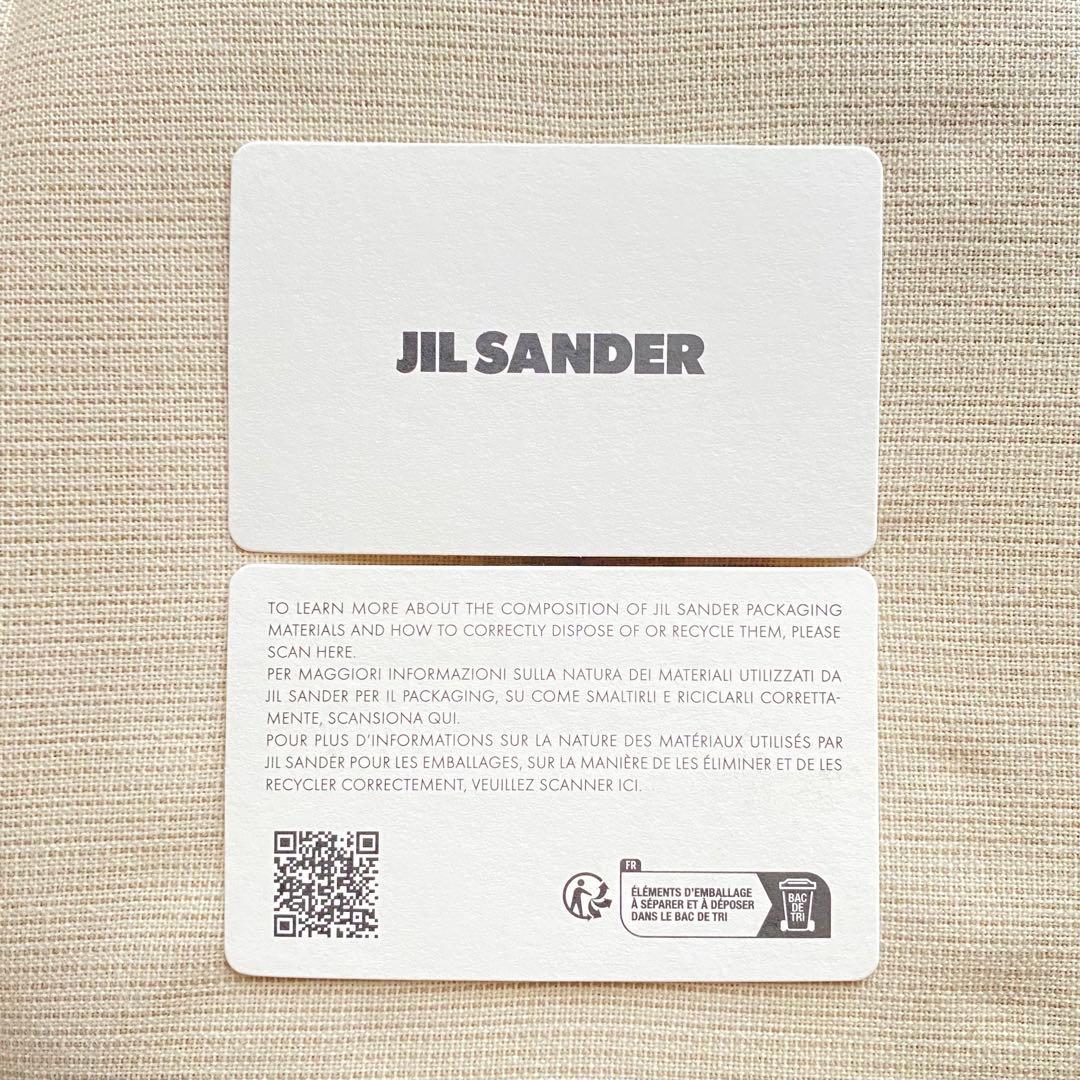 JIL SANDER
TO LEARN MORE ABOUT THE COMPOSITION OF JIL SANDER PACKAGING
MATERIALS AND HOW TO CORRECTLY DISPOSE OF OR RECYCLE THEM, PLEASE
SCAN HERE.
PER MAGGIORI INFORMAZIONI SULLA NATURA DEI MATERIALI UTILIZZATI DA
JIL SANDER PER IL PACKAGING, SU COME SMALTIRLI E RICICLARLI CORRETTA-
MENTE, SCANSIONA QUI.
POUR PLUS D'INFORMATIONS SUR LA NATURE DES MATÉRIAUX UTILISÉS PAR
JIL SANDER POUR LES EMBALLAGES, SUR LA MANIÈRE DE LES ÉLIMINER ET DE LES
RECYCLER CORRECTEMENT, VEUILLEZ SCANNER ICI.
FR
ÉLÉMENTS D'EMBALLAGE
À SÉPARER ET À DÉPOSER
DANS LE BAC DE TRI
BAC
DE
TRI